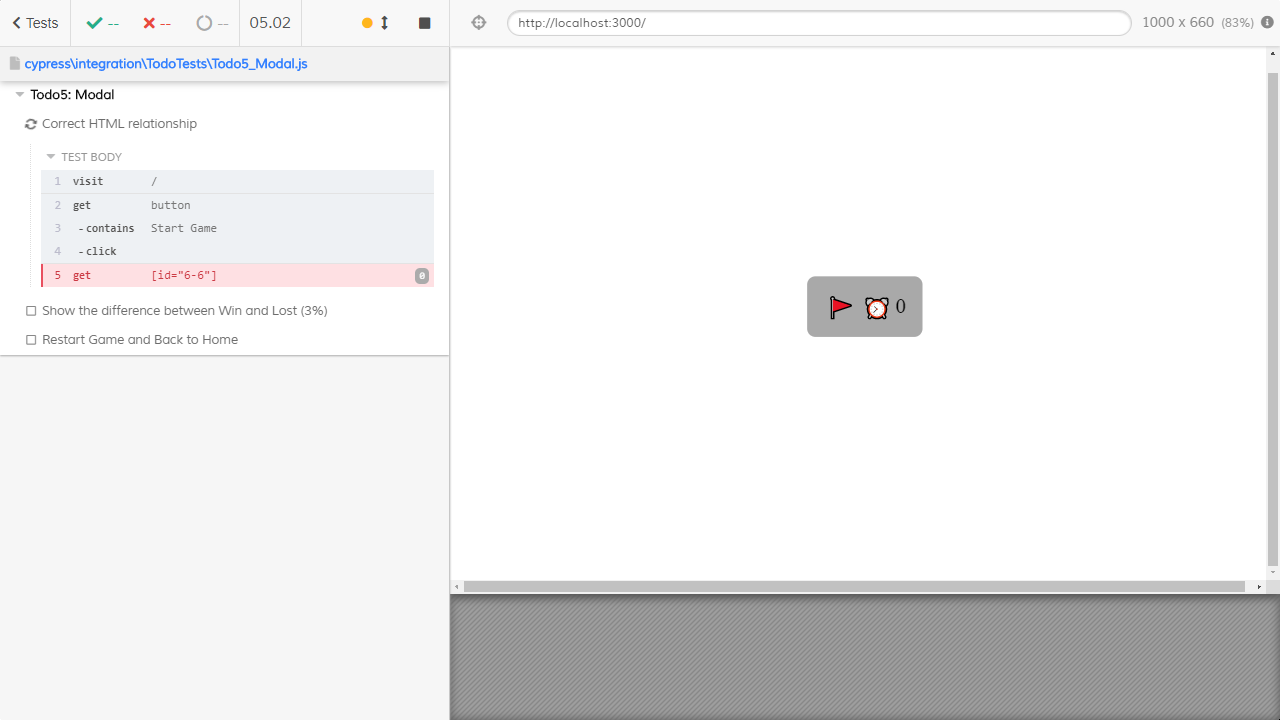 Tests -- -- -- 05.02
http://localhost:3000/ 1000 x 660 (83%)
cypress\integration\TodoTests\Todo5_Modal.js
Todo5: Modal
Correct HTML relationship
TEST BODY
1 visit /
2 get button
3 -contains Start Game
4 -click
5 get [id="6-6"] 0
Show the difference between Win and Lost (3%)
Restart Game and Back to Home
0